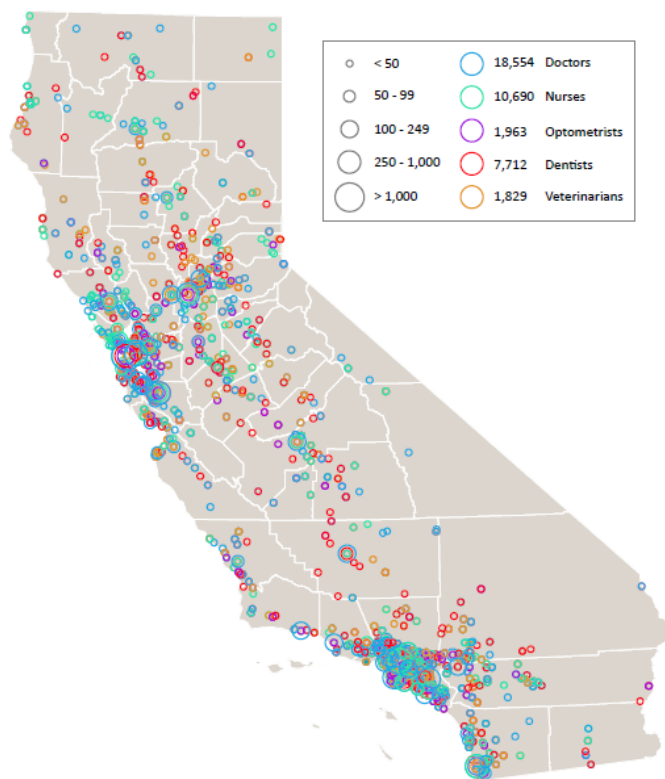 < 50 18,554 Doctors
50 - 99 10,690 Nurses
100 - 249 1,963 Optometrists
250 - 1,000 7,712 Dentists
> 1,000 1,829 Veterinarians